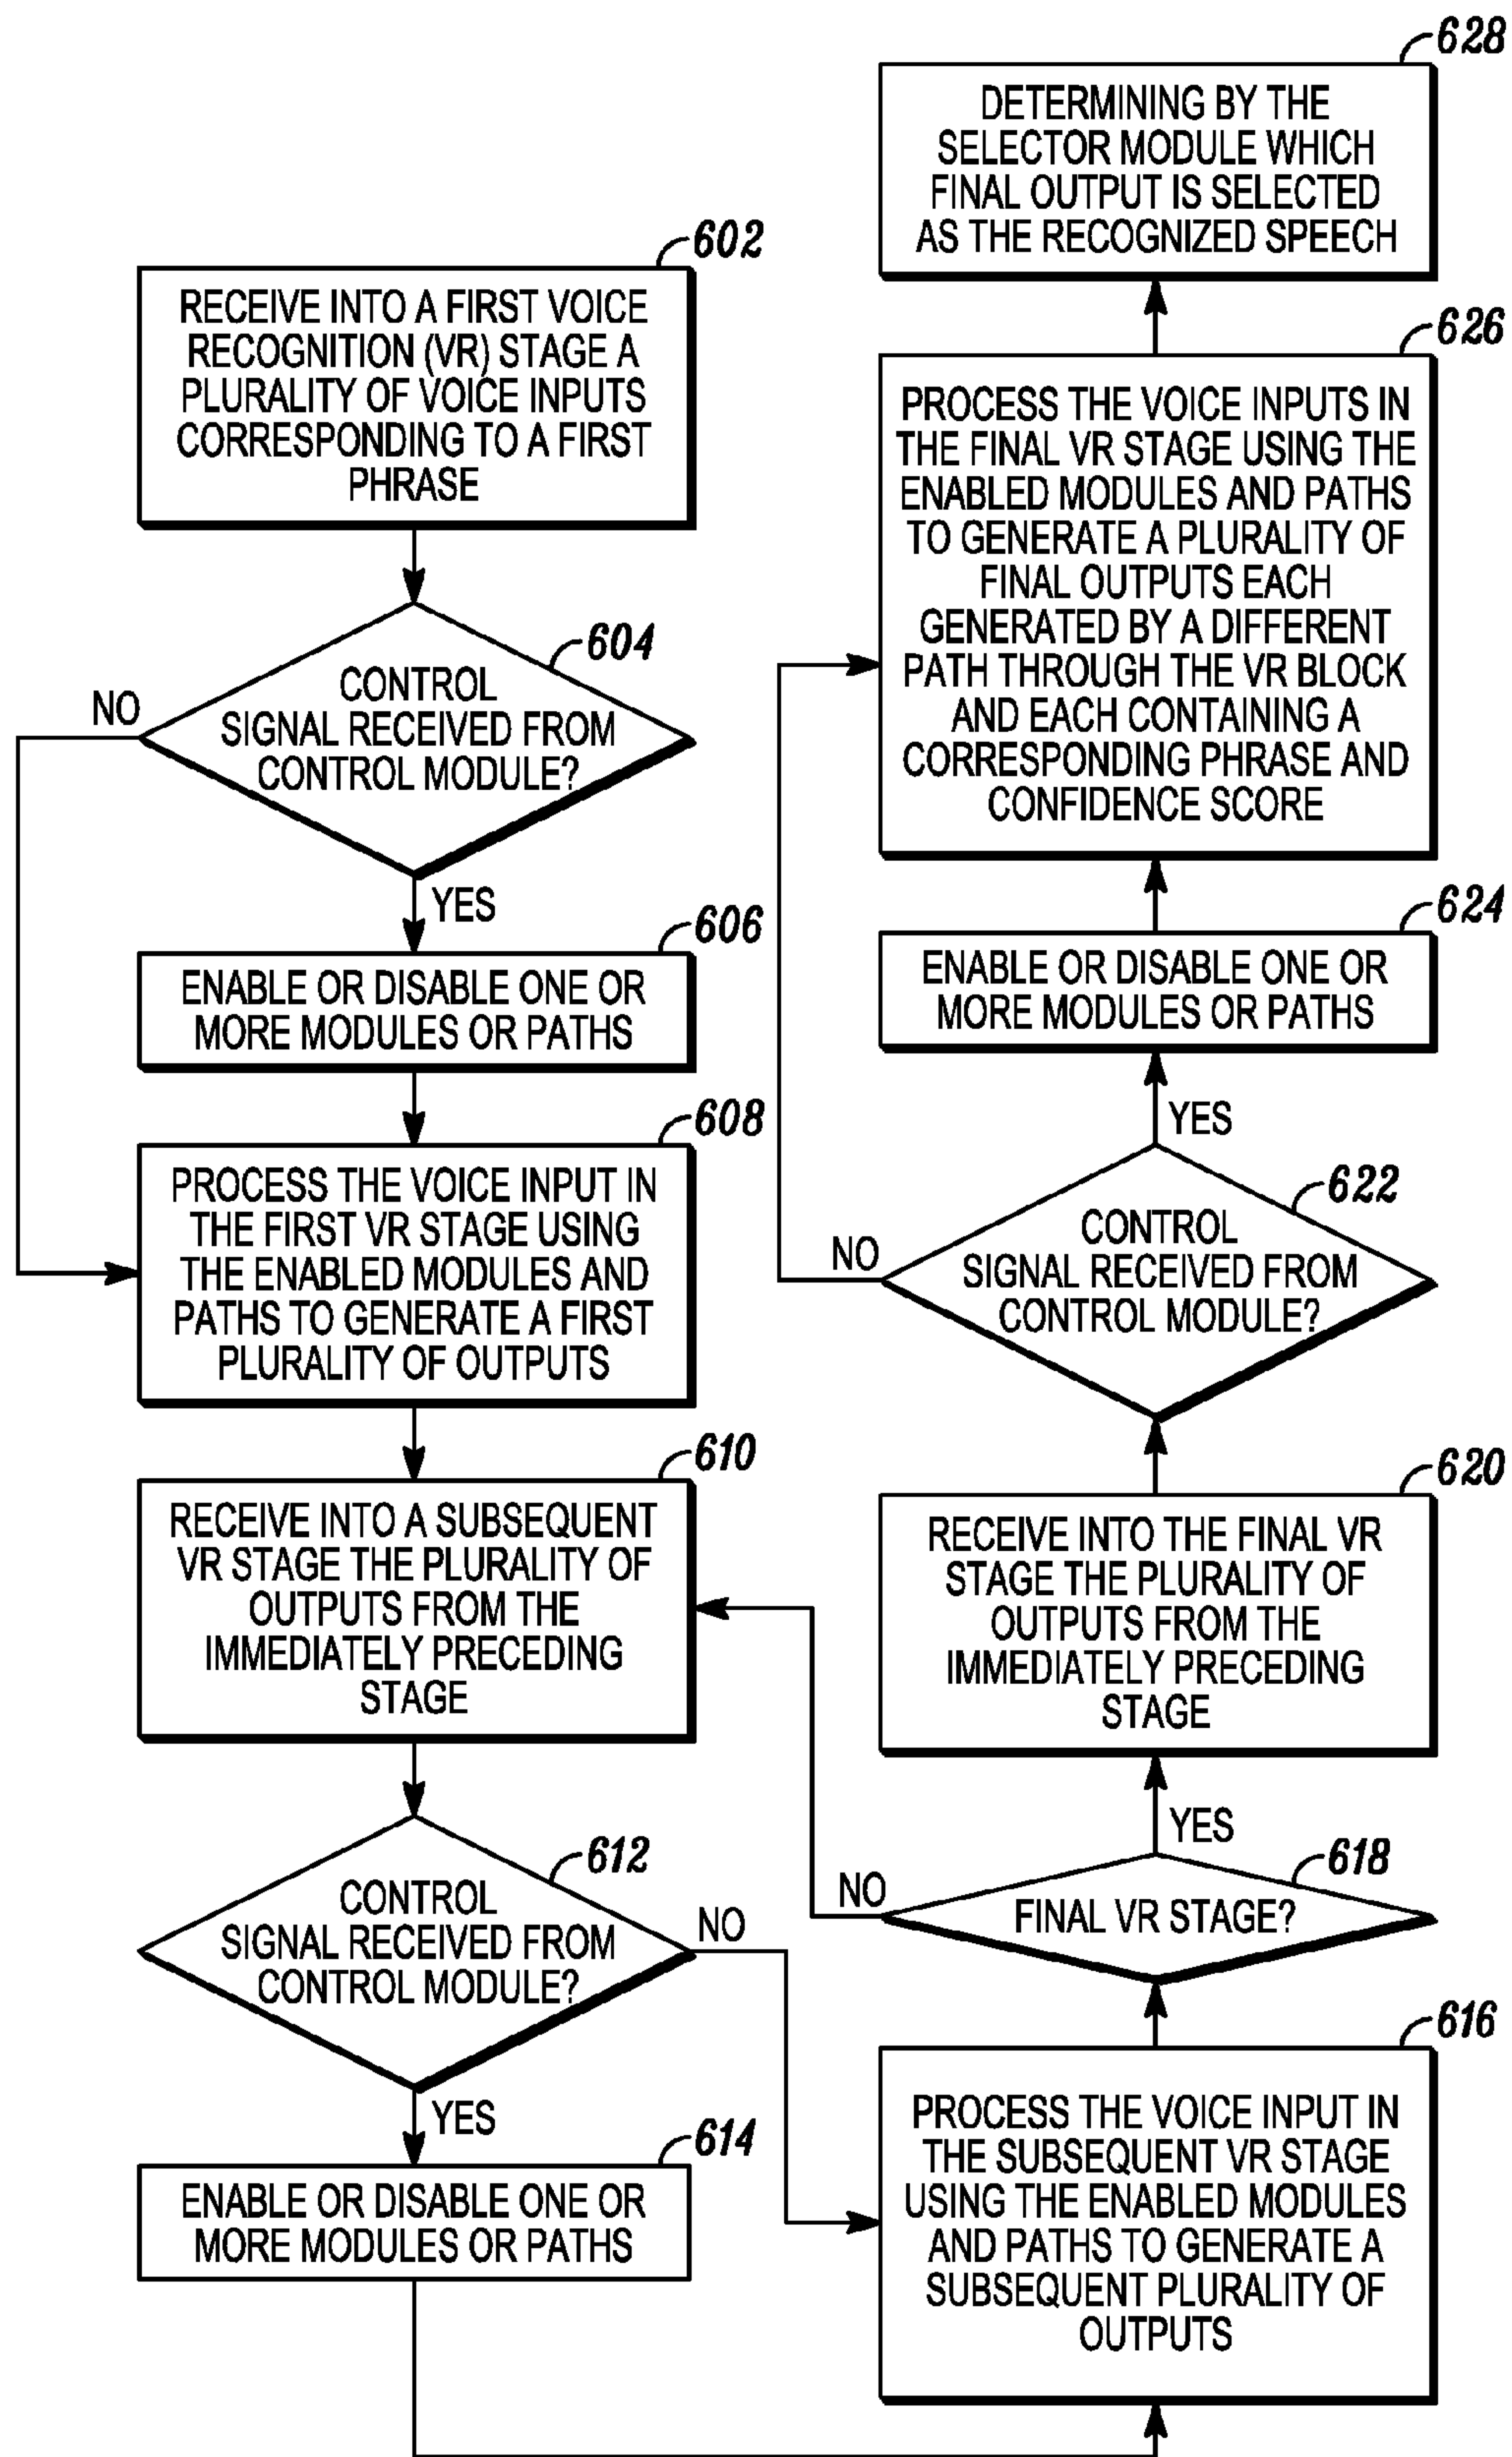 602
RECEIVE INTO A FIRST VOICE
RECOGNITION (VR) STAGE A
PLURALITY OF VOICE INPUTS
CORRESPONDING TO A FIRST
PHRASE
604
CONTROL
SIGNAL RECEIVED FROM
CONTROL MODULE?
NO
YES
606
ENABLE OR DISABLE ONE OR
MORE MODULES OR PATHS
608
PROCESS THE VOICE INPUT IN
THE FIRST VR STAGE USING
THE ENABLED MODULES AND
PATHS TO GENERATE A FIRST
PLURALITY OF OUTPUTS
610
RECEIVE INTO A SUBSEQUENT
VR STAGE THE PLURALITY OF
OUTPUTS FROM THE
IMMEDIATELY PRECEDING
STAGE
612
CONTROL
SIGNAL RECEIVED FROM
CONTROL MODULE?
NO
YES
614
ENABLE OR DISABLE ONE OR
MORE MODULES OR PATHS
616
PROCESS THE VOICE INPUT IN
THE SUBSEQUENT VR STAGE
USING THE ENABLED MODULES
AND PATHS TO GENERATE A
SUBSEQUENT PLURALITY OF
OUTPUTS
618
FINAL VR STAGE?
NO
YES
620
RECEIVE INTO THE FINAL VR
STAGE THE PLURALITY OF
OUTPUTS FROM THE
IMMEDIATELY PRECEDING
STAGE
622
CONTROL
SIGNAL RECEIVED FROM
CONTROL MODULE?
NO
YES
624
ENABLE OR DISABLE ONE OR
MORE MODULES OR PATHS
626
PROCESS THE VOICE INPUTS IN
THE FINAL VR STAGE USING THE
ENABLED MODULES AND PATHS
TO GENERATE A PLURALITY OF
FINAL OUTPUTS EACH
GENERATED BY A DIFFERENT
PATH THROUGH THE VR BLOCK
AND EACH CONTAINING A
CORRESPONDING PHRASE AND
CONFIDENCE SCORE
628
DETERMINING BY THE
SELECTOR MODULE WHICH
FINAL OUTPUT IS SELECTED
AS THE RECOGNIZED SPEECH